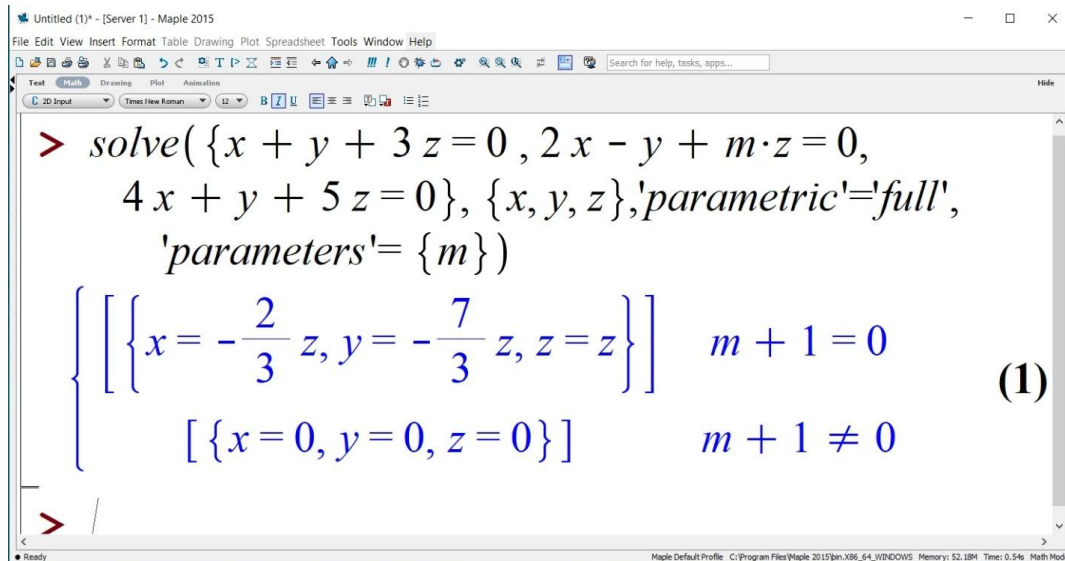 Untitled (1)* - [Server 1] - Maple 2015
File Edit View Insert Format Table Drawing Plot Spreadsheet Tools Window Help
Search for help, tasks, apps...
Text Math Drawing Plot Animation Hide
C 2D Input Times New Roman 12 B I U
> solve( {x + y + 3 z = 0 , 2 x − y + m·z = 0,
4 x + y + 5 z = 0}, {x, y, z},'parametric'='full',
'parameters'= {m})
[[{x = − 2/3 z, y = − 7/3 z, z = z}]] m + 1 = 0
(1)
[{x = 0, y = 0, z = 0}] m + 1 ≠ 0
>
Ready Maple Default Profile C:\Program Files\Maple 2015\bin.X86_64_WINDOWS Memory: 52.18M Time: 0.54s Math Mod